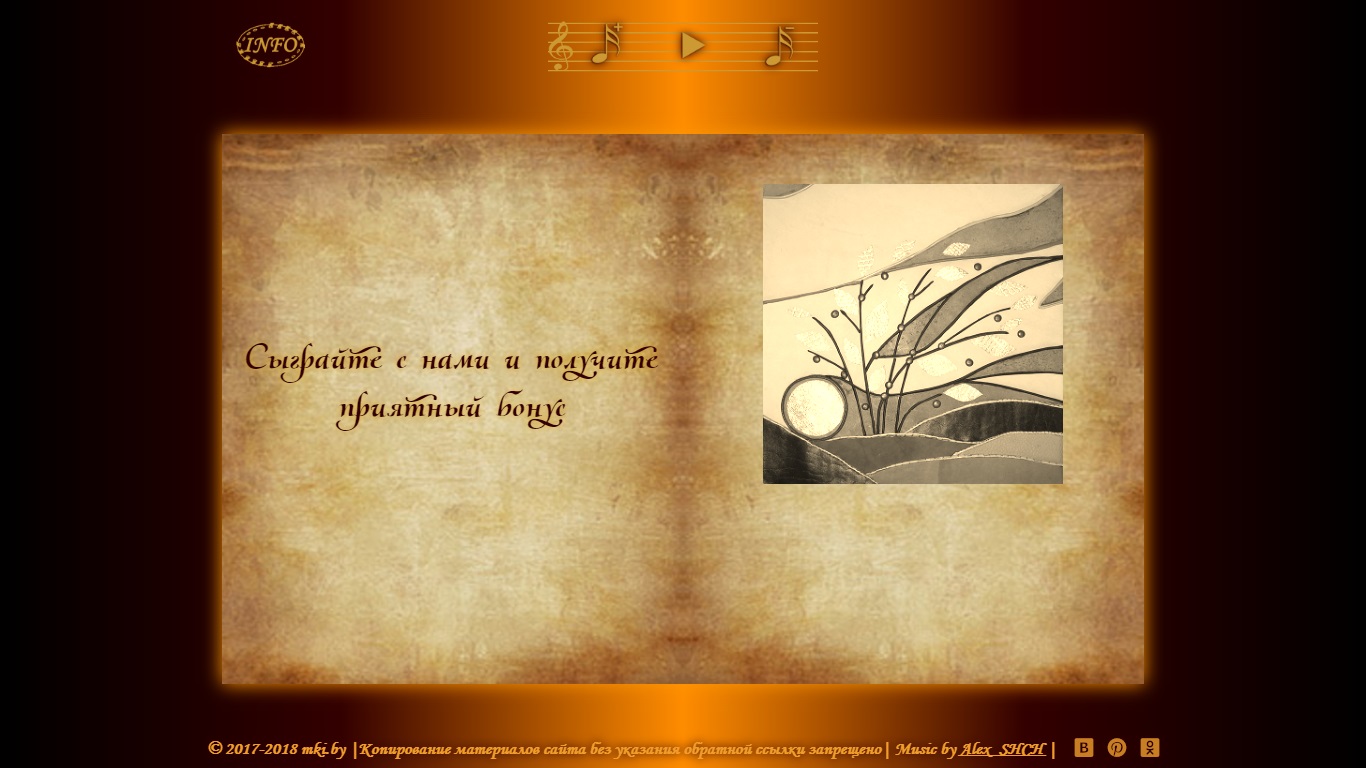 INFO
Сыграйте с нами и получите
приятный бонус
© 2017-2018 mki.by |Копирование материалов сайта без указания обратной ссылки запрещено| Music by Alex_SHCH |